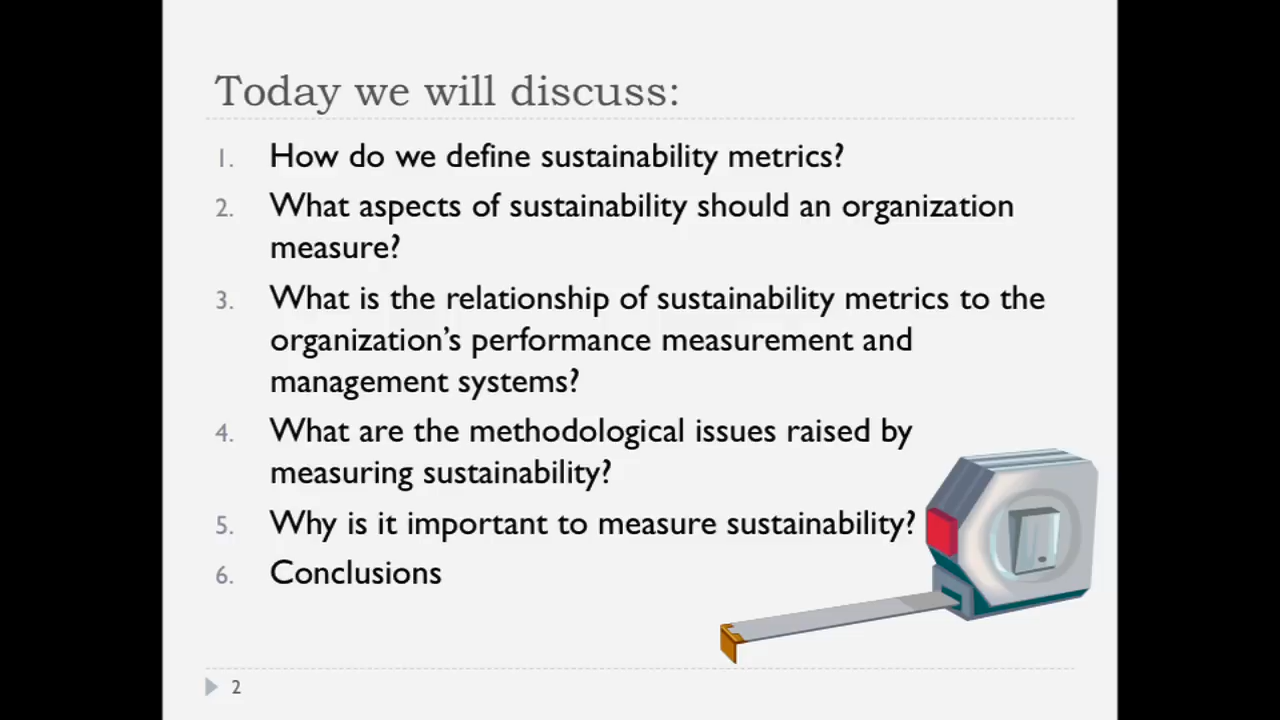 Today we will discuss:
1. How do we define sustainability metrics?
2. What aspects of sustainability should an organization
measure?
3. What is the relationship of sustainability metrics to the
organization’s performance measurement and
management systems?
4. What are the methodological issues raised by
measuring sustainability?
5. Why is it important to measure sustainability?
6. Conclusions
2